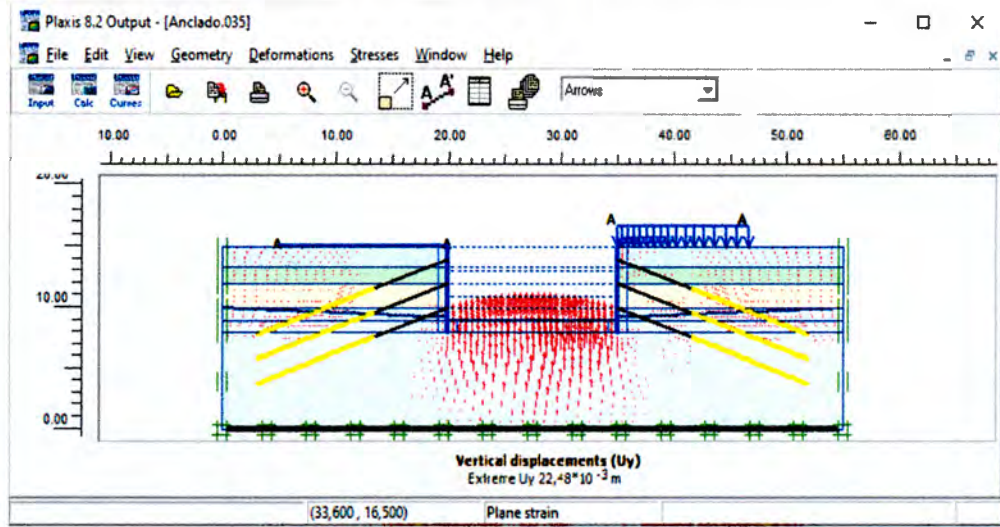 Plaxis 8.2 Output - [Anclado.035]
File Edit View Geometry Deformations Stresses Window Help
Input Calc Curves A A' Arrows
10.00 0.00 10.00 20.00 30.00 40.00 50.00 60.00
20.00
A A A A
10.00
0.00
Vertical displacements (Uy)
Extreme Uy 22,48*10 -3 m
(33,600 , 16,500) Plane strain